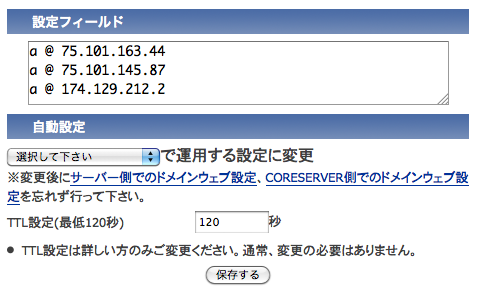 設定フィールド
a @ 75.101.163.44
a @ 75.101.145.87
a @ 174.129.212.2
自動設定
選択して下さい で運用する設定に変更
※変更後にサーバー側でのドメインウェブ設定、CORESERVER側でのドメインウェブ設
定を忘れず行って下さい。
TTL設定(最低120秒) 120 秒
● TTL設定は詳しい方のみご変更ください。通常、変更の必要はありません。
保存する